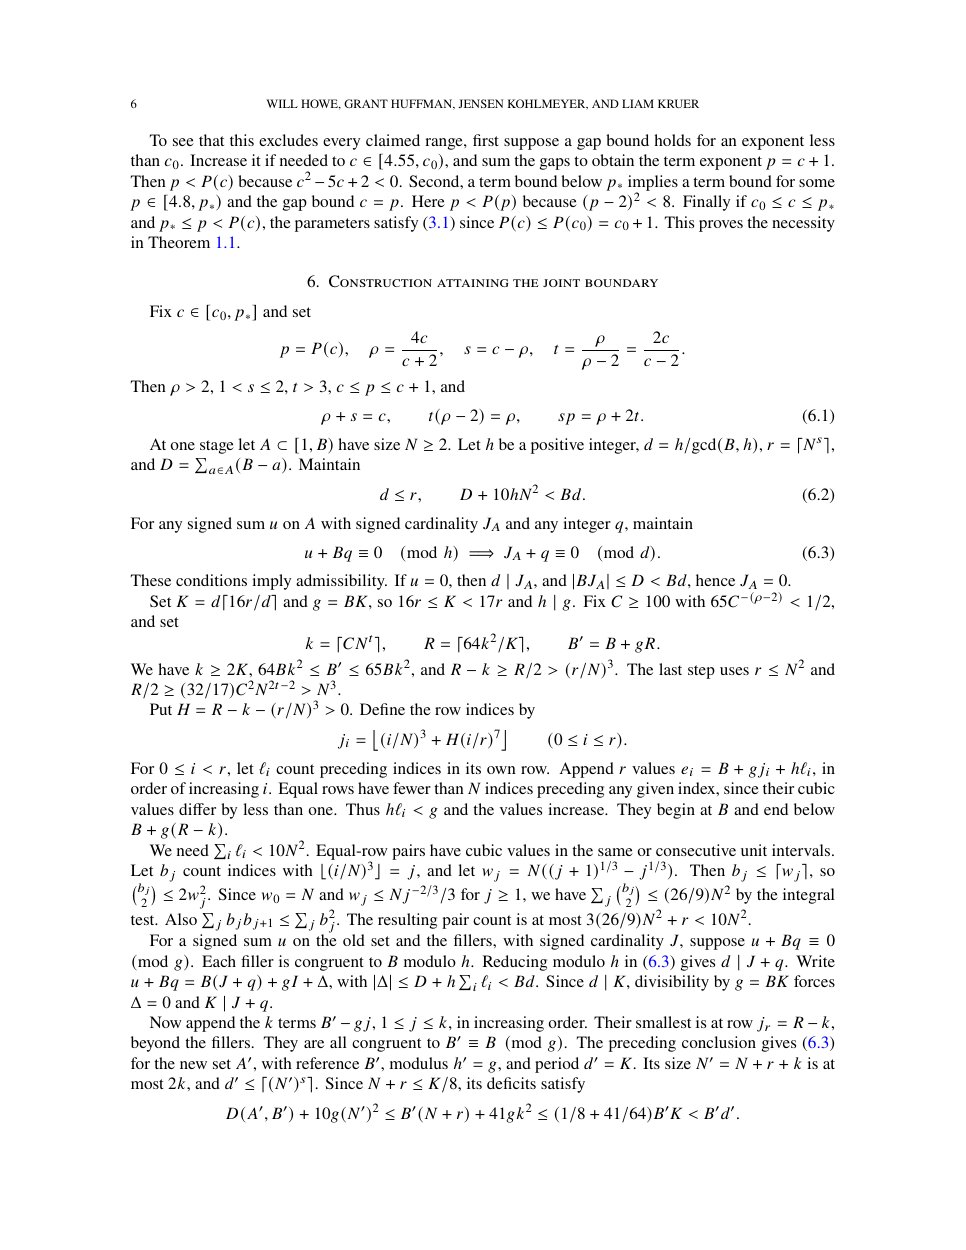 6 WILL HOWE, GRANT HUFFMAN, JENSEN KOHLMEYER, AND LIAM KRUER
To see that this excludes every claimed range, first suppose a gap bound holds for an exponent less
than c₀. Increase it if needed to c ∈ [4.55, c₀), and sum the gaps to obtain the term exponent p = c + 1.
Then p < P(c) because c² − 5c + 2 < 0. Second, a term bound below p∗ implies a term bound for some
p ∈ [4.8, p∗) and the gap bound c = p. Here p < P(p) because (p − 2)² < 8. Finally if c₀ ≤ c ≤ p∗
and p∗ ≤ p < P(c), the parameters satisfy (3.1) since P(c) ≤ P(c₀) = c₀ + 1. This proves the necessity
in Theorem 1.1.
6. Construction attaining the joint boundary
Fix c ∈ [c₀, p∗] and set
p = P(c), ρ = 4c/(c + 2), s = c − ρ, t = ρ/(ρ − 2) = 2c/(c − 2).
Then ρ > 2, 1 < s ≤ 2, t > 3, c ≤ p ≤ c + 1, and
ρ + s = c, t(ρ − 2) = ρ, sp = ρ + 2t. (6.1)
At one stage let A ⊂ [1, B) have size N ≥ 2. Let h be a positive integer, d = h/gcd(B, h), r = ⌈Nˢ⌉,
and D = ∑_{a∈A}(B − a). Maintain
d ≤ r, D + 10hN² < Bd. (6.2)
For any signed sum u on A with signed cardinality J_A and any integer q, maintain
u + Bq ≡ 0 (mod h) ⟹ J_A + q ≡ 0 (mod d). (6.3)
These conditions imply admissibility. If u = 0, then d | J_A, and |BJ_A| ≤ D < Bd, hence J_A = 0.
Set K = d⌈16r/d⌉ and g = BK, so 16r ≤ K < 17r and h | g. Fix C ≥ 100 with 65C^{−(ρ−2)} < 1/2,
and set
k = ⌈CNᵗ⌉, R = ⌈64k²/K⌉, B′ = B + gR.
We have k ≥ 2K, 64Bk² ≤ B′ ≤ 65Bk², and R − k ≥ R/2 > (r/N)³. The last step uses r ≤ N² and
R/2 ≥ (32/17)C²N^{2t−2} > N³.
Put H = R − k − (r/N)³ > 0. Define the row indices by
j_i = ⌊(i/N)³ + H(i/r)⁷⌋ (0 ≤ i ≤ r).
For 0 ≤ i < r, let ℓ_i count preceding indices in its own row. Append r values e_i = B + gj_i + hℓ_i, in
order of increasing i. Equal rows have fewer than N indices preceding any given index, since their cubic
values differ by less than one. Thus hℓ_i < g and the values increase. They begin at B and end below
B + g(R − k).
We need ∑_i ℓ_i < 10N². Equal-row pairs have cubic values in the same or consecutive unit intervals.
Let b_j count indices with ⌊(i/N)³⌋ = j, and let w_j = N((j + 1)^{1/3} − j^{1/3}). Then b_j ≤ ⌈w_j⌉, so
\binom{b_j}{2} ≤ 2w_j². Since w₀ = N and w_j ≤ Nj^{−2/3}/3 for j ≥ 1, we have ∑_j \binom{b_j}{2} ≤ (26/9)N² by the integral
test. Also ∑_j b_jb_{j+1} ≤ ∑_j b_j². The resulting pair count is at most 3(26/9)N² + r < 10N².
For a signed sum u on the old set and the fillers, with signed cardinality J, suppose u + Bq ≡ 0
(mod g). Each filler is congruent to B modulo h. Reducing modulo h in (6.3) gives d | J + q. Write
u + Bq = B(J + q) + gI + Δ, with |Δ| ≤ D + h ∑_i ℓ_i < Bd. Since d | K, divisibility by g = BK forces
Δ = 0 and K | J + q.
Now append the k terms B′ − gj, 1 ≤ j ≤ k, in increasing order. Their smallest is at row j_r = R − k,
beyond the fillers. They are all congruent to B′ ≡ B (mod g). The preceding conclusion gives (6.3)
for the new set A′, with reference B′, modulus h′ = g, and period d′ = K. Its size N′ = N + r + k is at
most 2k, and d′ ≤ ⌈(N′)ˢ⌉. Since N + r ≤ K/8, its deficits satisfy
D(A′, B′) + 10g(N′)² ≤ B′(N + r) + 41gk² ≤ (1/8 + 41/64)B′K < B′d′.